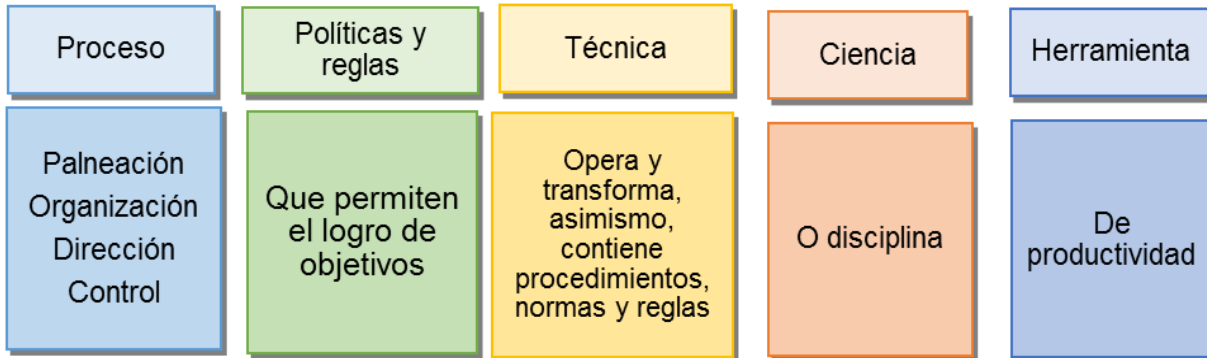 Proceso
Políticas y
reglas
Técnica
Ciencia
Herramienta
Palneación
Organización
Dirección
Control
Que permiten
el logro de
objetivos
Opera y
transforma,
asimismo,
contiene
procedimientos,
normas y reglas
O disciplina
De
productividad